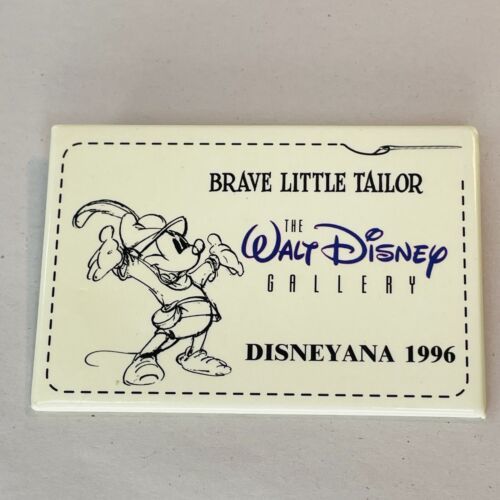 BRAVE LITTLE TAILOR
THE
WALT DISNEY
GALLERY
DISNEYANA 1996